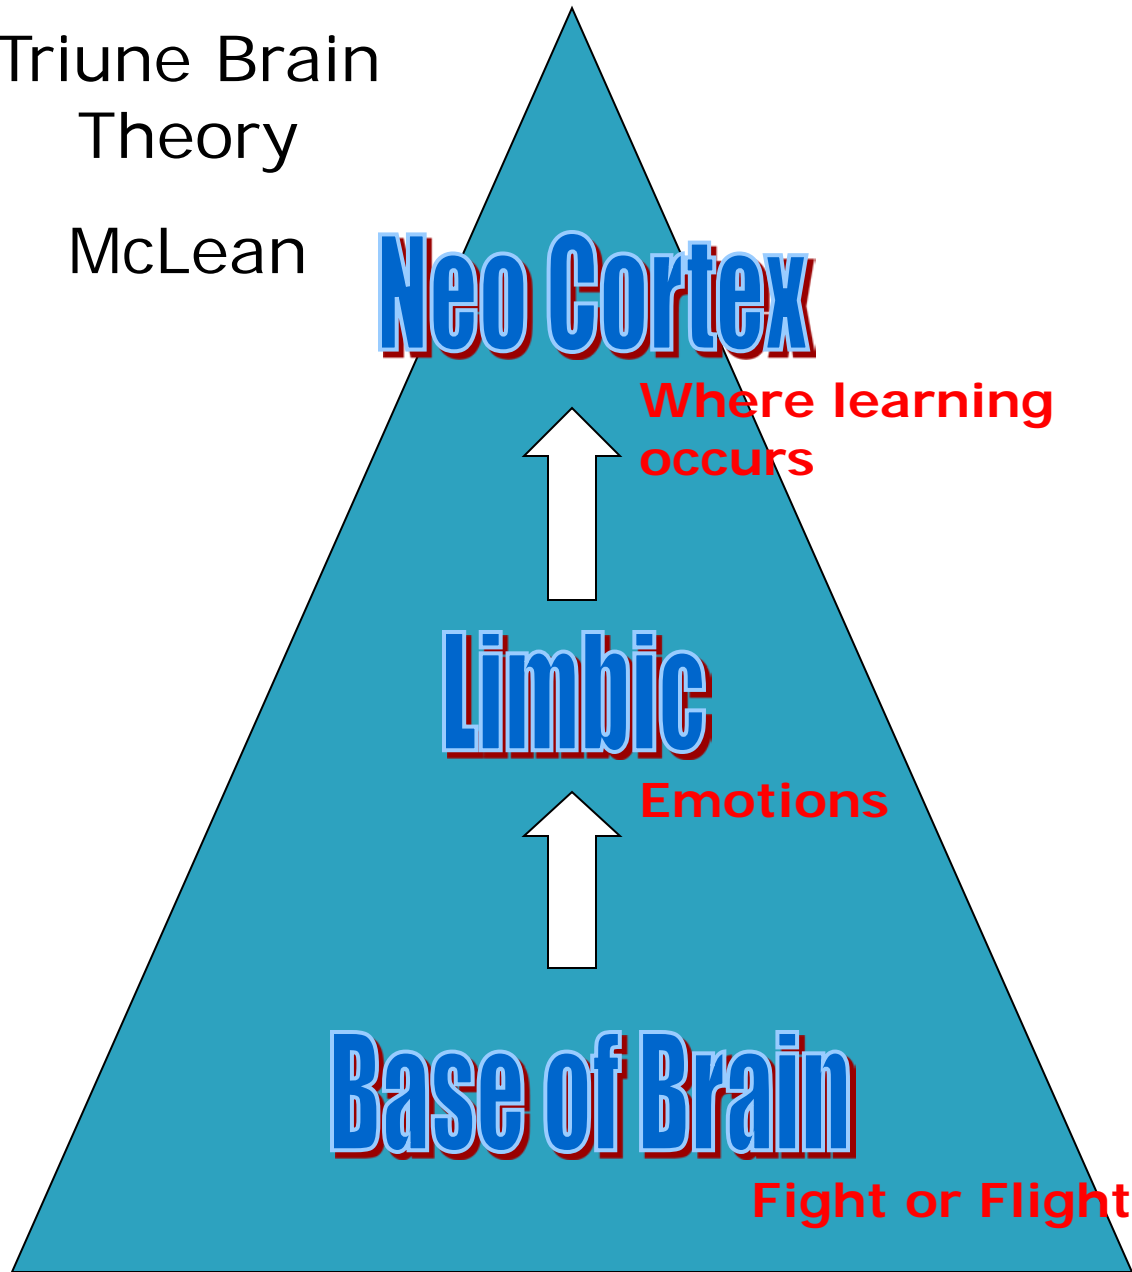 Triune Brain
Theory
McLean
Neo Cortex
Where learning
occurs
Limbic
Emotions
Base of Brain
Fight or Flight